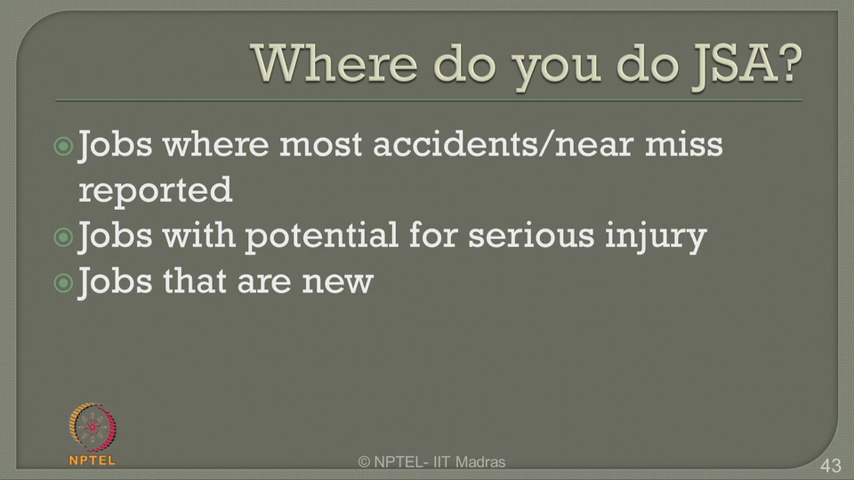 Where do you do JSA?
Jobs where most accidents/near miss
reported
Jobs with potential for serious injury
Jobs that are new
NPTEL
© NPTEL- IIT Madras
43